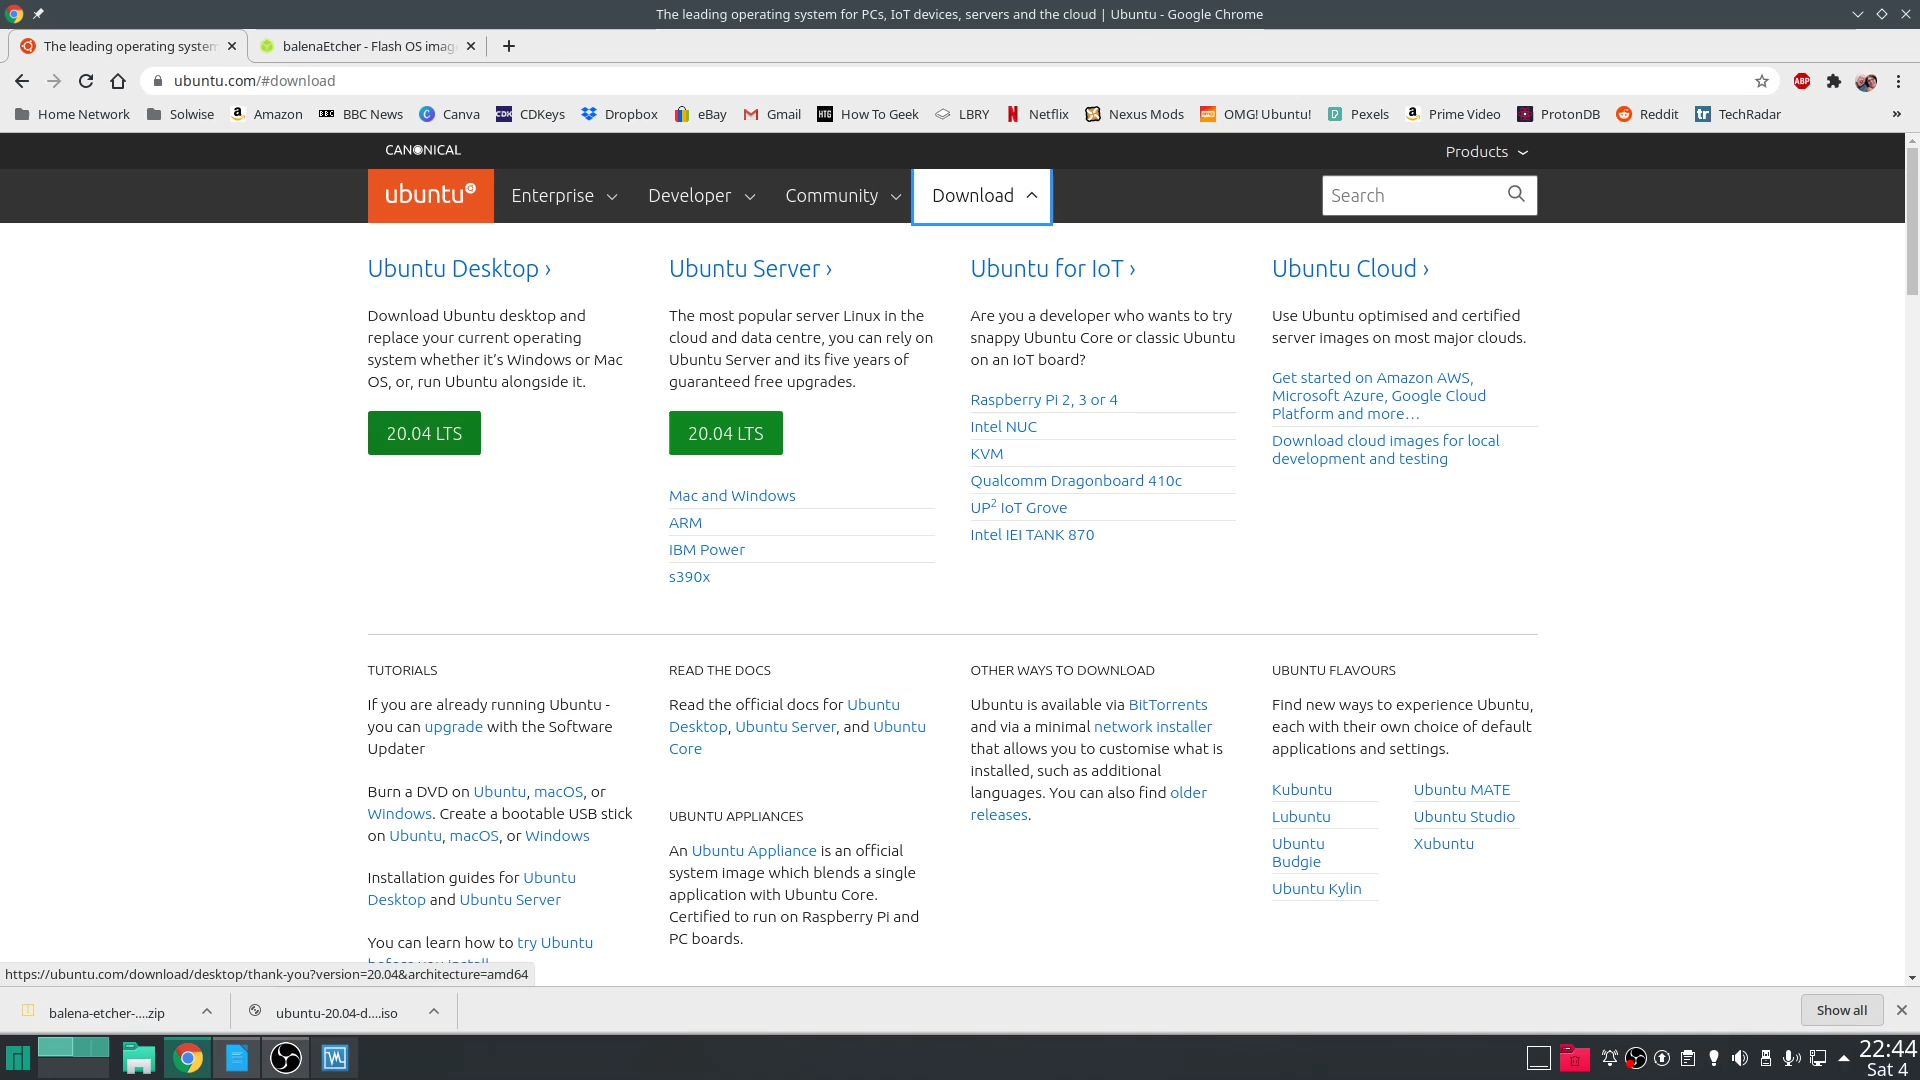 The leading operating system for PCs, IoT devices, servers and the cloud | Ubuntu - Google Chrome
The leading operating system
balenaEtcher - Flash OS imag
ubuntu.com/#download
ABP
Home Network
Solwise
Amazon
BBC News
Canva
CDKeys
Dropbox
eBay
Gmail
How To Geek
LBRY
Netflix
Nexus Mods
OMG! Ubuntu!
Pexels
Prime Video
ProtonDB
Reddit
TechRadar
»
CANONICAL
Products
ubuntu
Enterprise
Developer
Community
Download
Search
Ubuntu Desktop ›
Download Ubuntu desktop and
replace your current operating
system whether it’s Windows or Mac
OS, or, run Ubuntu alongside it.
20.04 LTS
Ubuntu Server ›
The most popular server Linux in the
cloud and data centre, you can rely on
Ubuntu Server and its five years of
guaranteed free upgrades.
20.04 LTS
Mac and Windows
ARM
IBM Power
s390x
Ubuntu for IoT ›
Are you a developer who wants to try
snappy Ubuntu Core or classic Ubuntu
on an IoT board?
Raspberry Pi 2, 3 or 4
Intel NUC
KVM
Qualcomm Dragonboard 410c
UP² IoT Grove
Intel IEI TANK 870
Ubuntu Cloud ›
Use Ubuntu optimised and certified
server images on most major clouds.
Get started on Amazon AWS,
Microsoft Azure, Google Cloud
Platform and more…
Download cloud images for local
development and testing
TUTORIALS
If you are already running Ubuntu -
you can upgrade with the Software
Updater
Burn a DVD on Ubuntu, macOS, or
Windows. Create a bootable USB stick
on Ubuntu, macOS, or Windows
Installation guides for Ubuntu
Desktop and Ubuntu Server
You can learn how to try Ubuntu
before you install
READ THE DOCS
Read the official docs for Ubuntu
Desktop, Ubuntu Server, and Ubuntu
Core
UBUNTU APPLIANCES
An Ubuntu Appliance is an official
system image which blends a single
application with Ubuntu Core.
Certified to run on Raspberry Pi and
PC boards.
OTHER WAYS TO DOWNLOAD
Ubuntu is available via BitTorrents
and via a minimal network installer
that allows you to customise what is
installed, such as additional
languages. You can also find older
releases.
UBUNTU FLAVOURS
Find new ways to experience Ubuntu,
each with their own choice of default
applications and settings.
Kubuntu
Lubuntu
Ubuntu
Budgie
Ubuntu Kylin
Ubuntu MATE
Ubuntu Studio
Xubuntu
https://ubuntu.com/download/desktop/thank-you?version=20.04&architecture=amd64
balena-etcher-....zip
ubuntu-20.04-d....iso
Show all
22:44
Sat 4